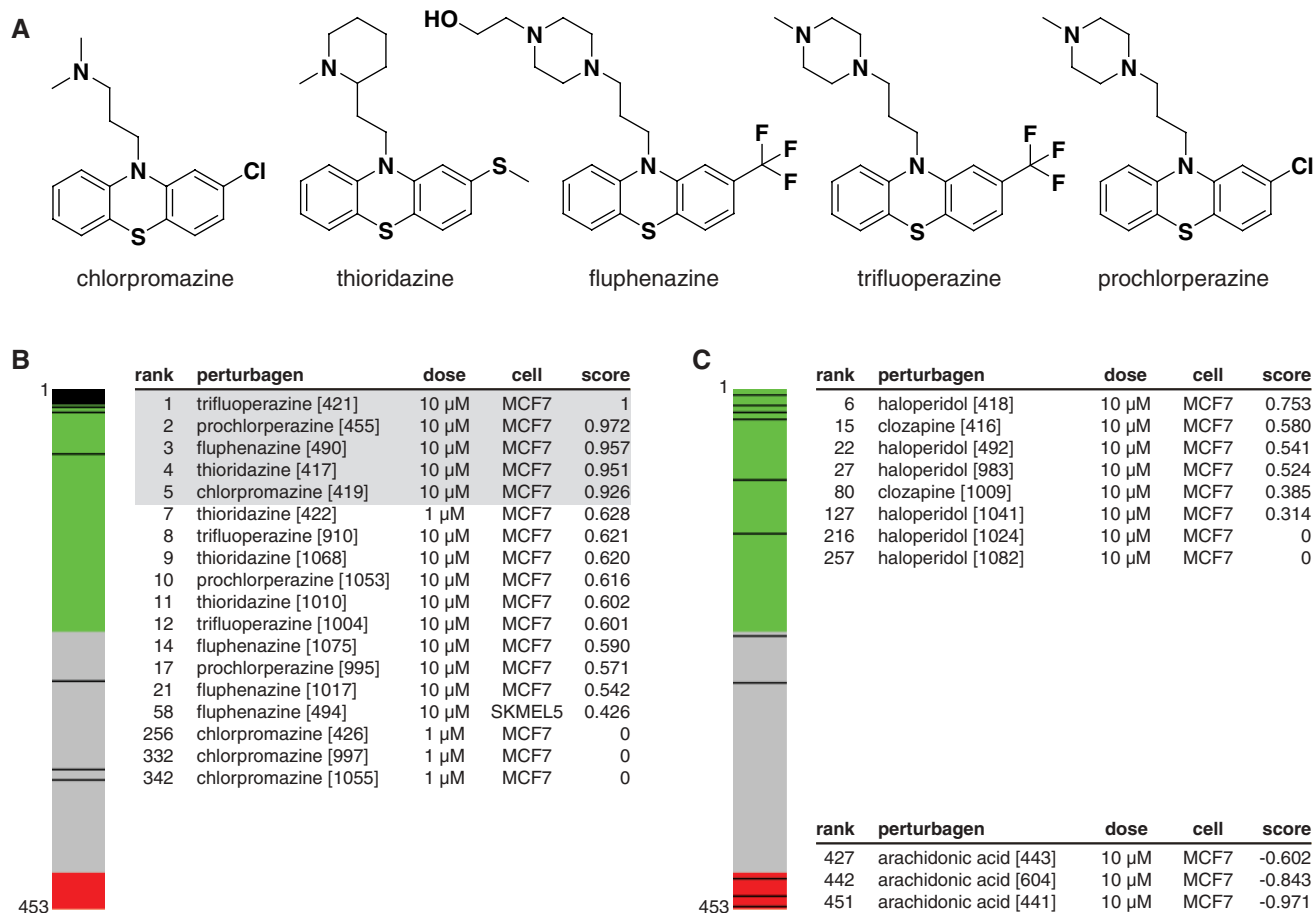 A
N
Cl
N
S
chlorpromazine
N
N
S
S
thioridazine
HO
N
N
F
F
F
N
S
fluphenazine
N
N
F
F
F
N
S
trifluoperazine
N
N
Cl
N
S
prochlorperazine
B
1
453
rank perturbagen dose cell score
1 trifluoperazine [421] 10 µM MCF7 1
2 prochlorperazine [455] 10 µM MCF7 0.972
3 fluphenazine [490] 10 µM MCF7 0.957
4 thioridazine [417] 10 µM MCF7 0.951
5 chlorpromazine [419] 10 µM MCF7 0.926
7 thioridazine [422] 1 µM MCF7 0.628
8 trifluoperazine [910] 10 µM MCF7 0.621
9 thioridazine [1068] 10 µM MCF7 0.620
10 prochlorperazine [1053] 10 µM MCF7 0.616
11 thioridazine [1010] 10 µM MCF7 0.602
12 trifluoperazine [1004] 10 µM MCF7 0.601
14 fluphenazine [1075] 10 µM MCF7 0.590
17 prochlorperazine [995] 10 µM MCF7 0.571
21 fluphenazine [1017] 10 µM MCF7 0.542
58 fluphenazine [494] 10 µM SKMEL5 0.426
256 chlorpromazine [426] 1 µM MCF7 0
332 chlorpromazine [997] 1 µM MCF7 0
342 chlorpromazine [1055] 1 µM MCF7 0
C
1
453
rank perturbagen dose cell score
6 haloperidol [418] 10 µM MCF7 0.753
15 clozapine [416] 10 µM MCF7 0.580
22 haloperidol [492] 10 µM MCF7 0.541
27 haloperidol [983] 10 µM MCF7 0.524
80 clozapine [1009] 10 µM MCF7 0.385
127 haloperidol [1041] 10 µM MCF7 0.314
216 haloperidol [1024] 10 µM MCF7 0
257 haloperidol [1082] 10 µM MCF7 0
rank perturbagen dose cell score
427 arachidonic acid [443] 10 µM MCF7 -0.602
442 arachidonic acid [604] 10 µM MCF7 -0.843
451 arachidonic acid [441] 10 µM MCF7 -0.971